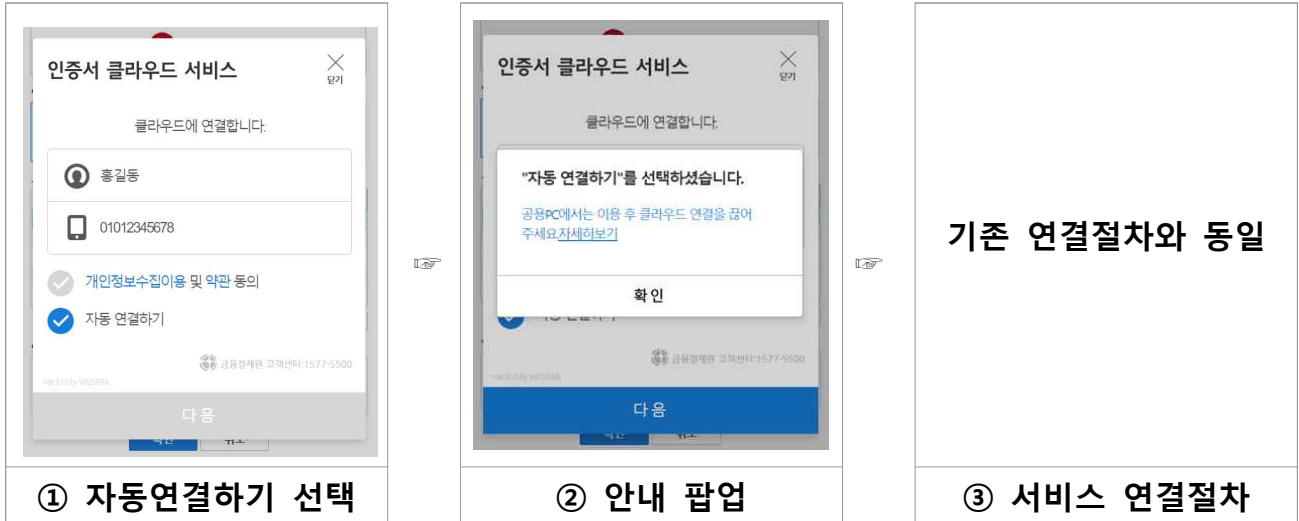 인증서 클라우드 서비스
닫기
클라우드에 연결합니다.
홍길동
01012345678
개인정보수집이용 및 약관 동의
자동 연결하기
금융결제원 고객센터:1577-5500
다음
① 자동연결하기 선택
☞
인증서 클라우드 서비스
닫기
클라우드에 연결합니다.
"자동 연결하기"를 선택하셨습니다.
공용PC에서는 이용 후 클라우드 연결을 끊어
주세요.자세히보기
확인
금융결제원 고객센터:1577-5500
다음
② 안내 팝업
☞
기존 연결절차와 동일
③ 서비스 연결절차